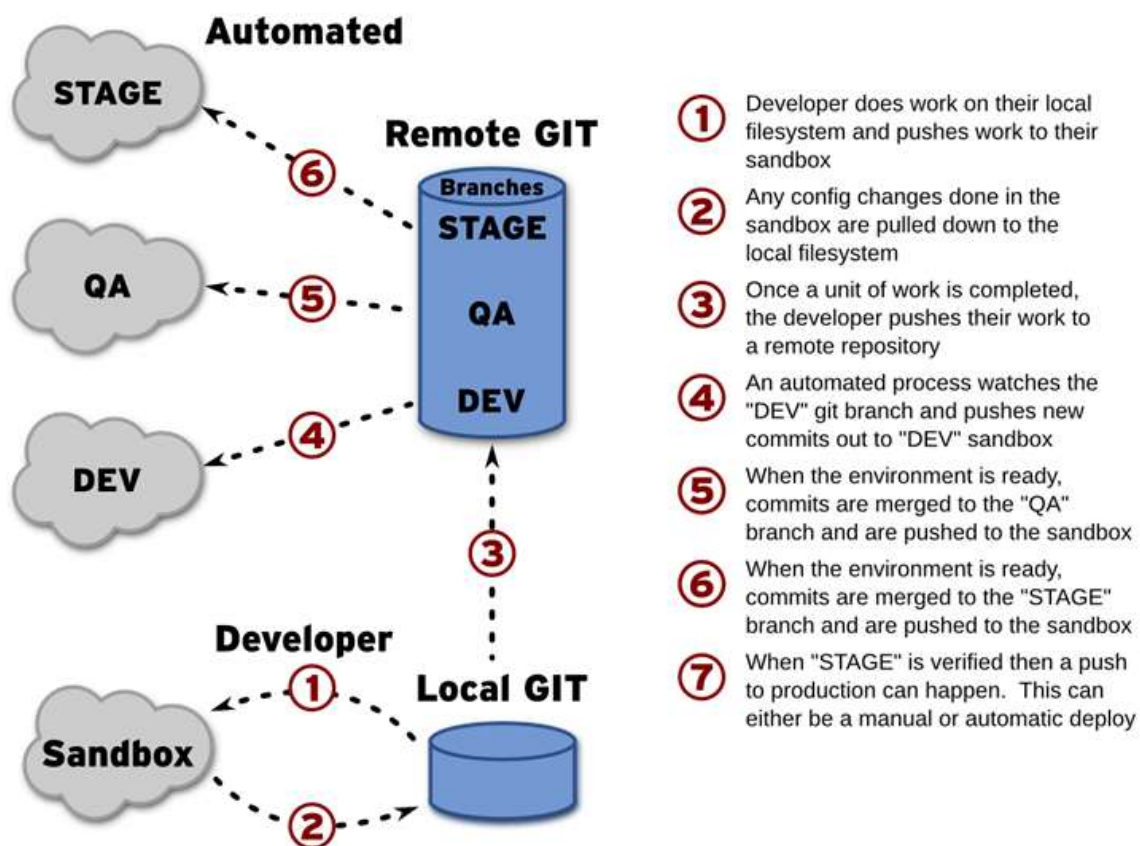 Automated
STAGE
6
Remote GIT
Branches
STAGE
QA
5
QA
DEV
4
DEV
3
Developer
1
Local GIT
Sandbox
2
1 Developer does work on their local
filesystem and pushes work to their
sandbox
2 Any config changes done in the
sandbox are pulled down to the
local filesystem
3 Once a unit of work is completed,
the developer pushes their work to
a remote repository
4 An automated process watches the
"DEV" git branch and pushes new
commits out to "DEV" sandbox
5 When the environment is ready,
commits are merged to the "QA"
branch and are pushed to the sandbox
6 When the environment is ready,
commits are merged to the "STAGE"
branch and are pushed to the sandbox
7 When "STAGE" is verified then a push
to production can happen. This can
either be a manual or automatic deploy